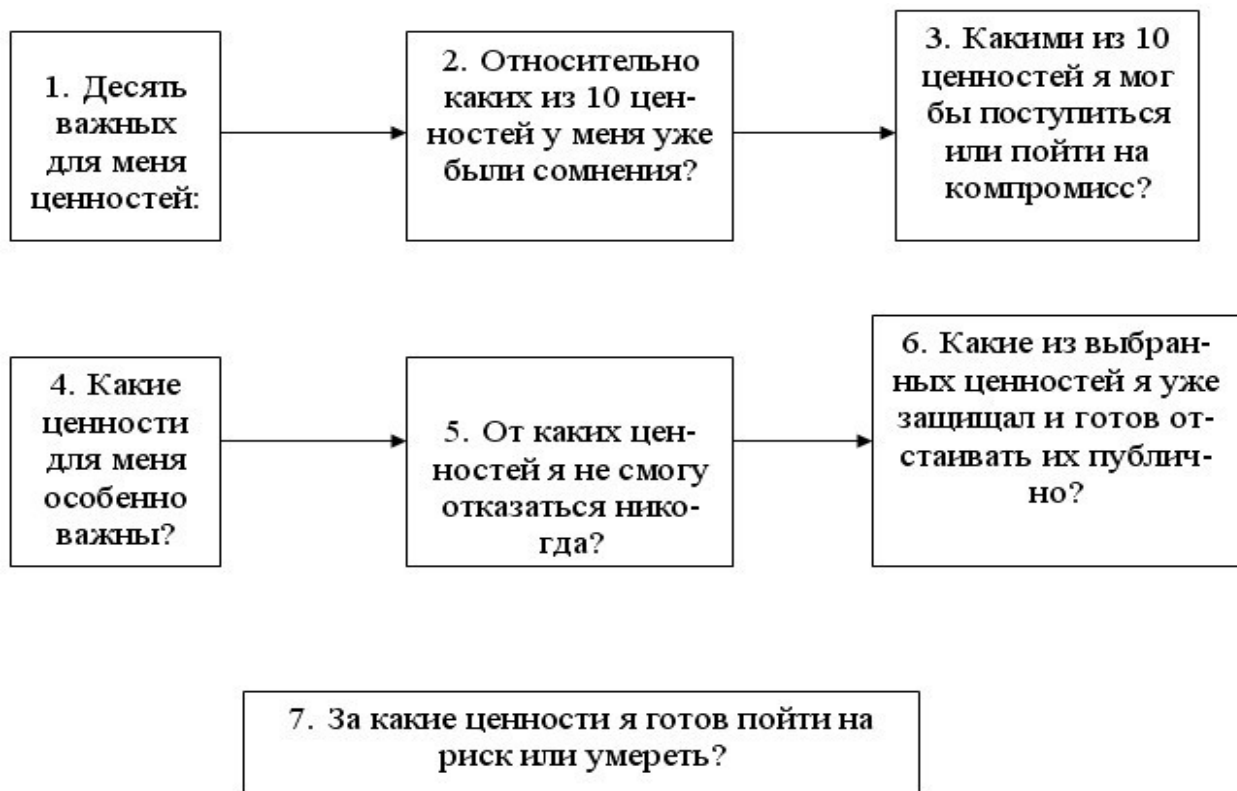 1. Десять
важных
для меня
ценностей:
2. Относительно
каких из 10 цен-
ностей у меня уже
были сомнения?
3. Какими из 10
ценностей я мог
бы поступиться
или пойти на
компромисс?
4. Какие
ценности
для меня
особенно
важны?
5. От каких цен-
ностей я не смогу
отказаться нико-
гда?
6. Какие из выбран-
ных ценностей я уже
защищал и готов от-
стаивать их публич-
но?
7. За какие ценности я готов пойти на
риск или умереть?